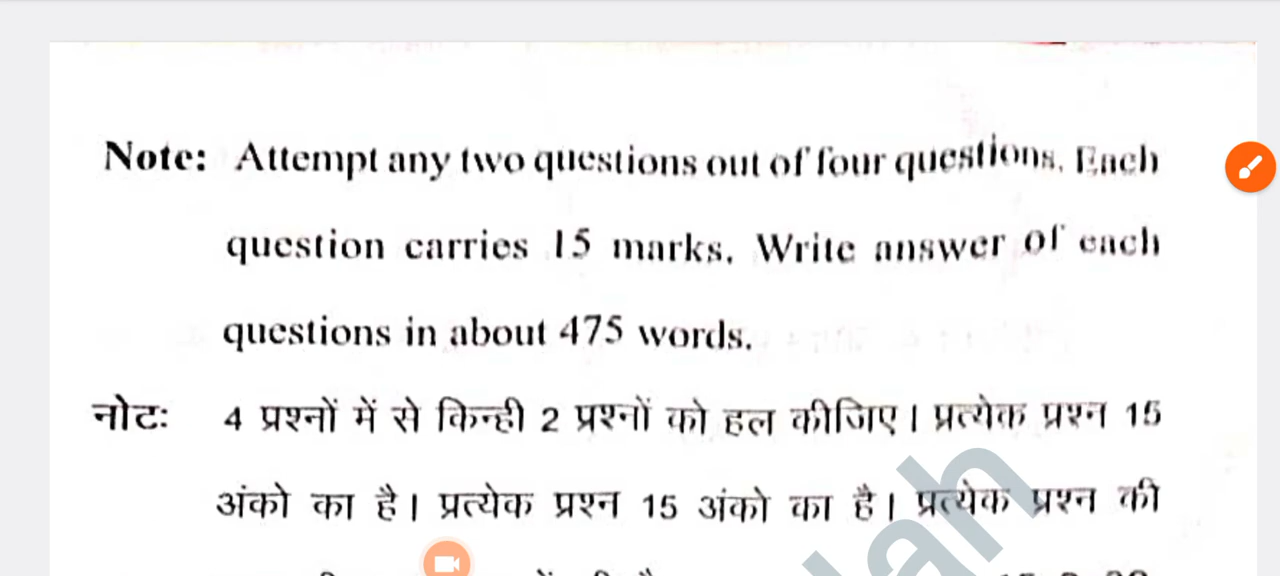 Note: Attempt any two questions out of four questions. Each
question carries 15 marks. Write answer of each
questions in about 475 words.
नोटः 4 प्रश्नों में से किन्ही 2 प्रश्नों को हल कीजिए। प्रत्येक प्रश्न 15
अंको का है। प्रत्येक प्रश्न 15 अंको का है। प्रत्येक प्रश्न की